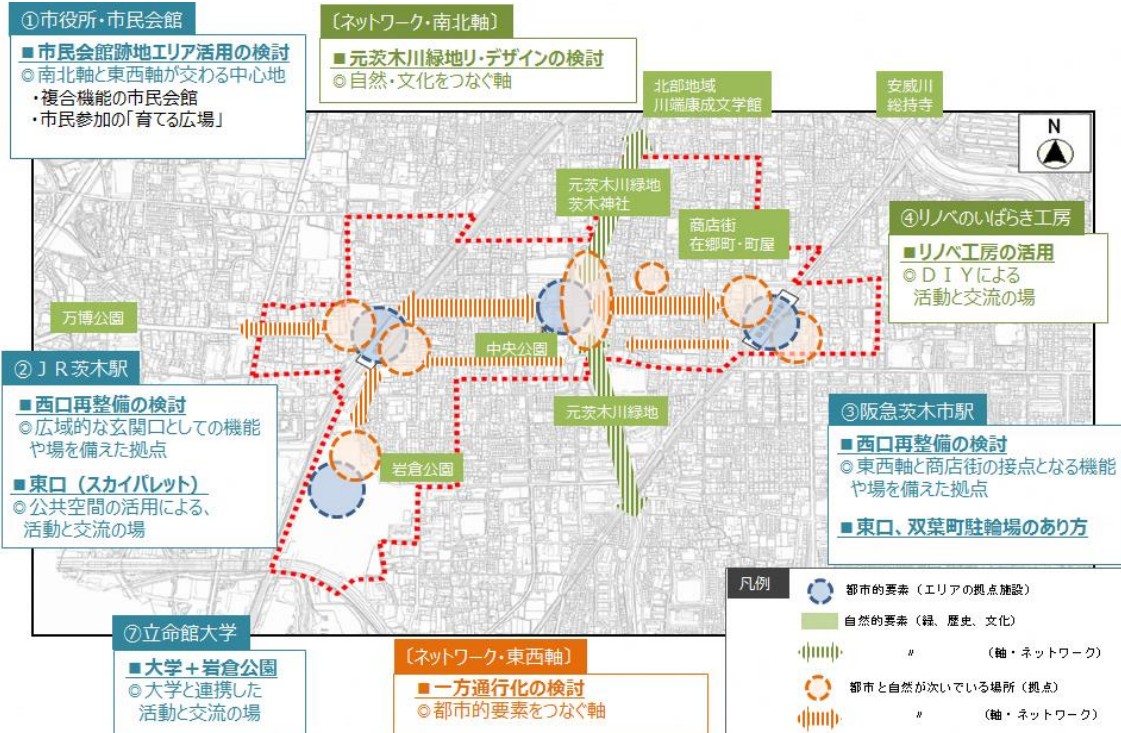 ①市役所・市民会館
■市民会館跡地エリア活用の検討
◎南北軸と東西軸が交わる中心地
・複合機能の市民会館
・市民参加の「育てる広場」
〔ネットワーク・南北軸〕
■元茨木川緑地リ・デザインの検討
◎自然・文化をつなぐ軸
北部地域
川端康成文学館
安威川
総持寺
N
元茨木川緑地
茨木神社
商店街
在郷町・町屋
④リノベのいばらき工房
■リノベ工房の活用
◎ＤＩＹによる
活動と交流の場
万博公園
中央公園
②ＪＲ茨木駅
■西口再整備の検討
◎広域的な玄関口としての機能
や場を備えた拠点
■東口（スカイパレット）
◎公共空間の活用による、
活動と交流の場
元茨木川緑地
岩倉公園
③阪急茨木市駅
■西口再整備の検討
◎東西軸と商店街の接点となる機能
や場を備えた拠点
■東口、双葉町駐輪場のあり方
⑦立命館大学
■大学＋岩倉公園
◎大学と連携した
活動と交流の場
〔ネットワーク・東西軸〕
■一方通行化の検討
◎都市的要素をつなぐ軸
凡例
都市的要素（エリアの拠点施設）
自然的要素（緑、歴史、文化）
〃 （軸・ネットワーク）
都市と自然が次いでいる場所（拠点）
〃 （軸・ネットワーク）